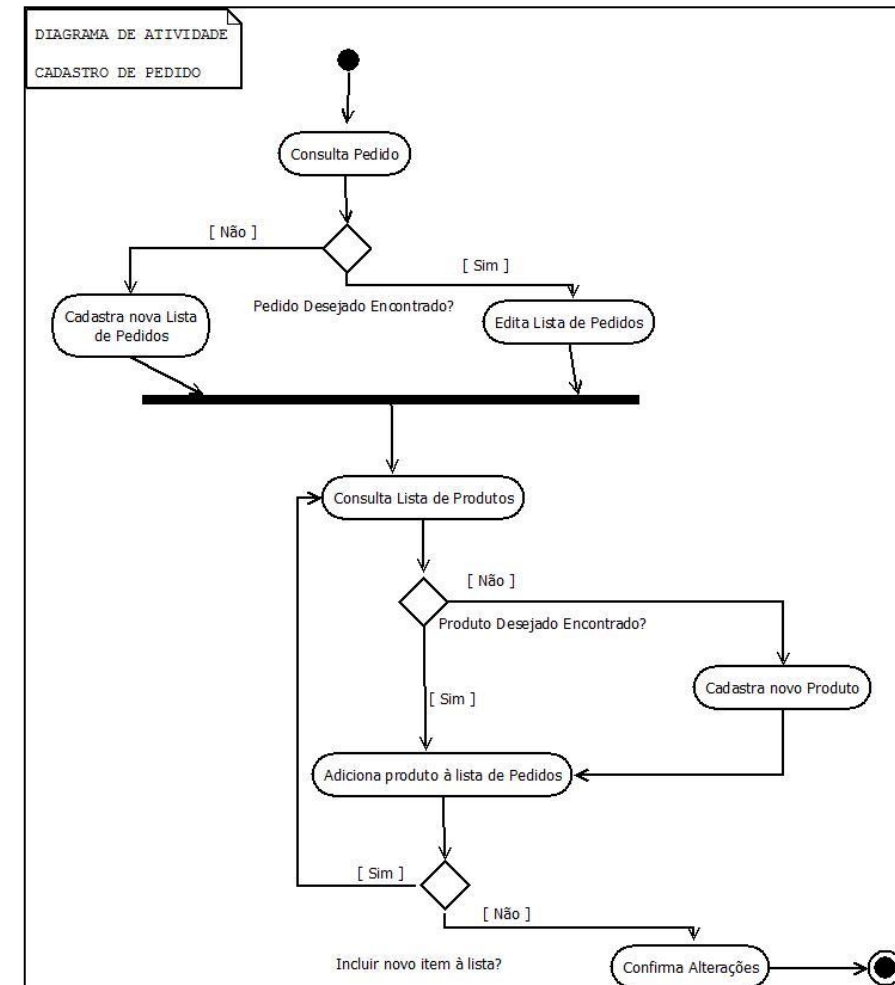 DIAGRAMA DE ATIVIDADE
CADASTRO DE PEDIDO
Consulta Pedido
[ Não ]
[ Sim ]
Pedido Desejado Encontrado?
Cadastra nova Lista
de Pedidos
Edita Lista de Pedidos
Consulta Lista de Produtos
[ Não ]
Produto Desejado Encontrado?
Cadastra novo Produto
[ Sim ]
Adiciona produto à lista de Pedidos
[ Sim ]
[ Não ]
Incluir novo item à lista?
Confirma Alterações